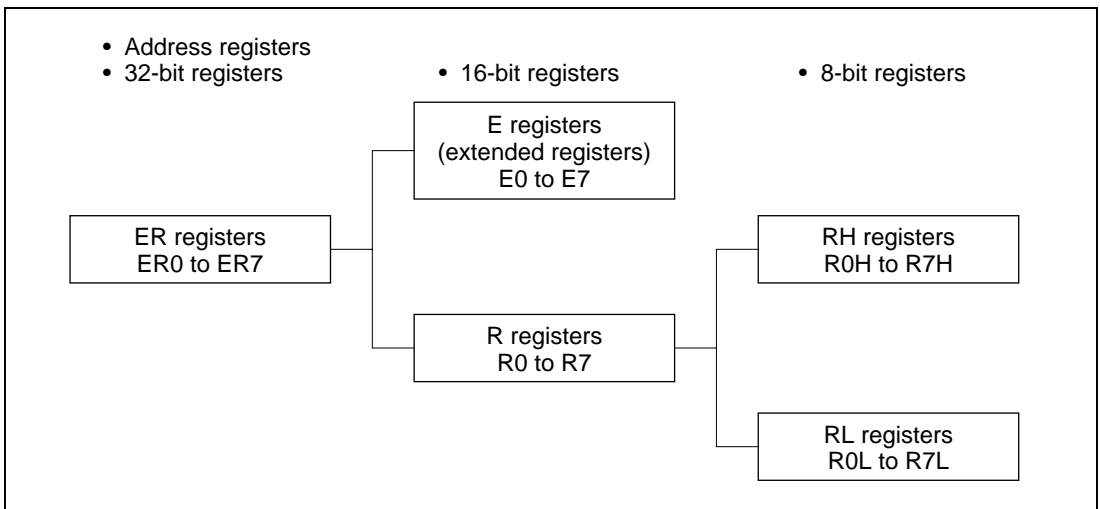 • Address registers
• 32-bit registers
• 16-bit registers
• 8-bit registers
E registers
(extended registers)
E0 to E7
ER registers
ER0 to ER7
RH registers
R0H to R7H
R registers
R0 to R7
RL registers
R0L to R7L